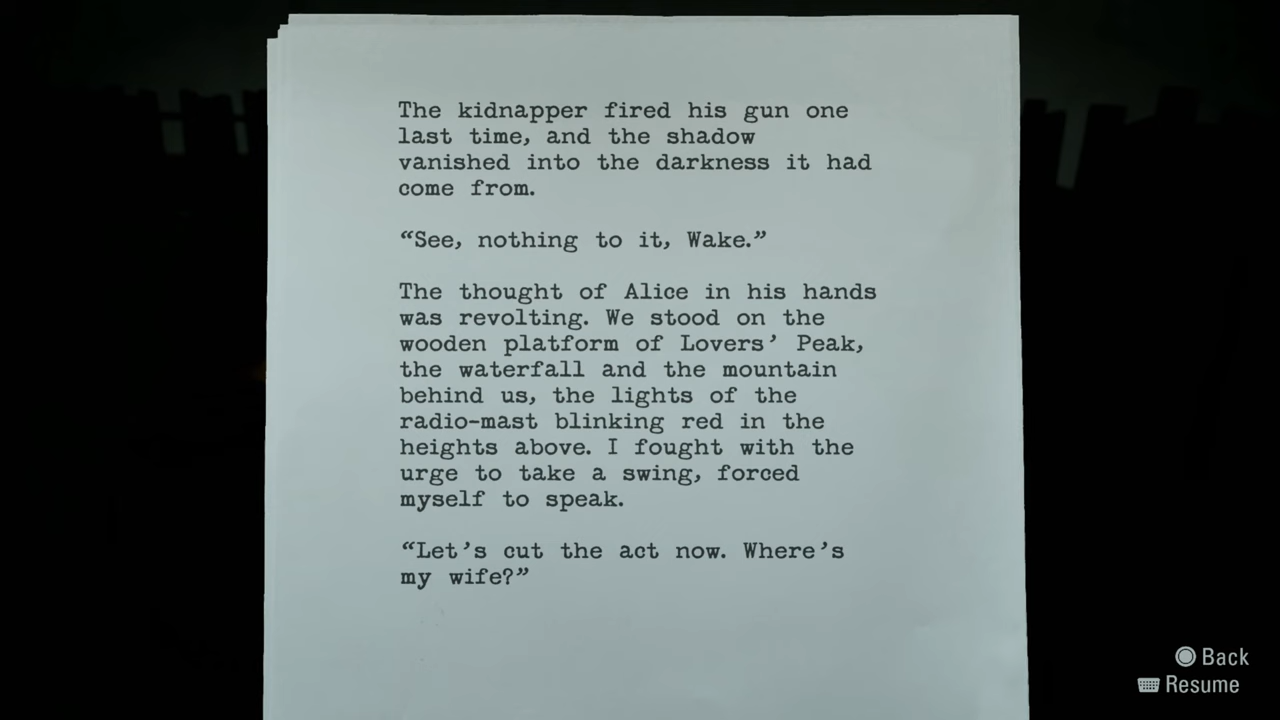 The kidnapper fired his gun one
last time, and the shadow
vanished into the darkness it had
come from.
“See, nothing to it, Wake.”
The thought of Alice in his hands
was revolting. We stood on the
wooden platform of Lovers’ Peak,
the waterfall and the mountain
behind us, the lights of the
radio-mast blinking red in the
heights above. I fought with the
urge to take a swing, forced
myself to speak.
“Let’s cut the act now. Where’s
my wife?”
Back
Resume